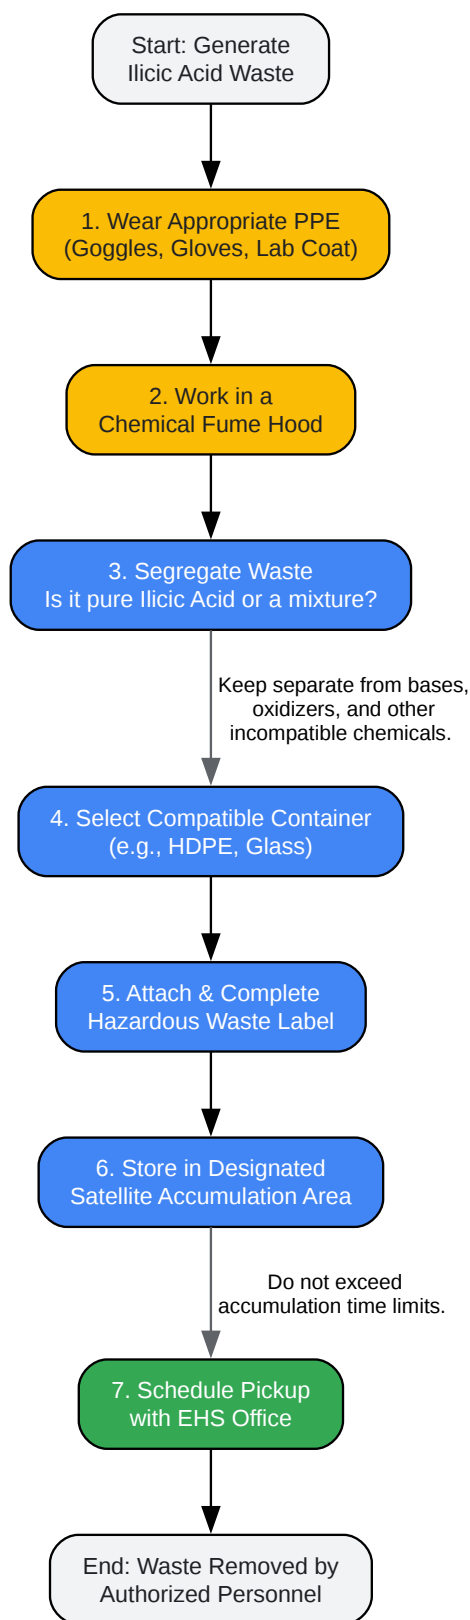 Start: Generate
Ilicic Acid Waste
1. Wear Appropriate PPE
(Goggles, Gloves, Lab Coat)
2. Work in a
Chemical Fume Hood
3. Segregate Waste
Is it pure Ilicic Acid or a mixture?
Keep separate from bases,
oxidizers, and other
incompatible chemicals.
4. Select Compatible Container
(e.g., HDPE, Glass)
5. Attach & Complete
Hazardous Waste Label
6. Store in Designated
Satellite Accumulation Area
Do not exceed
accumulation time limits.
7. Schedule Pickup
with EHS Office
End: Waste Removed by
Authorized Personnel